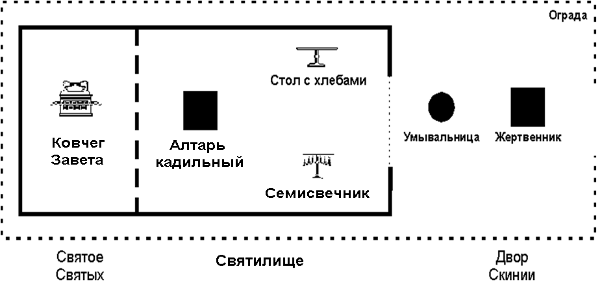 Ограда
Стол с хлебами
Ковчег
Завета
Алтарь
кадильный
Умывальница
Жертвенник
Семисвечник
Святое
Святых
Святилище
Двор
Скинии